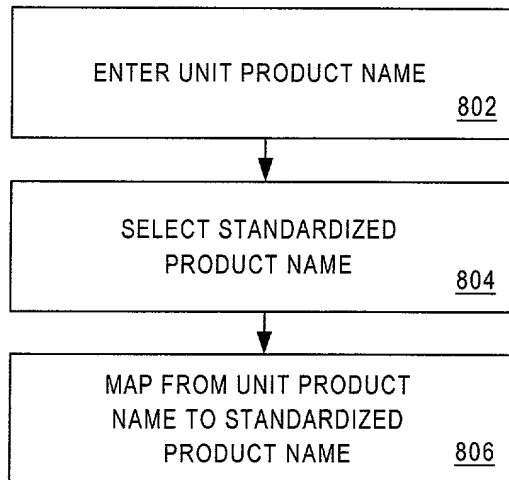 ENTER UNIT PRODUCT NAME
802
SELECT STANDARDIZED
PRODUCT NAME
804
MAP FROM UNIT PRODUCT
NAME TO STANDARDIZED
PRODUCT NAME
806